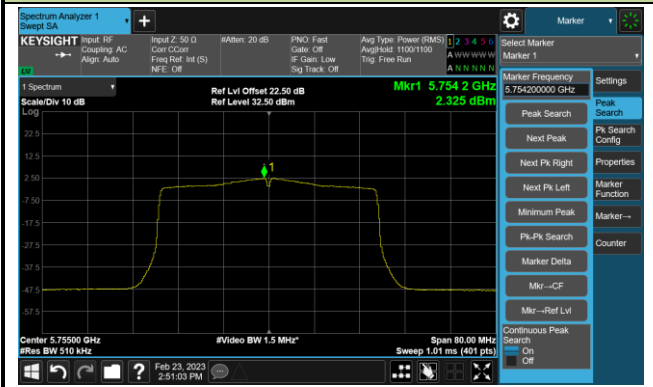 Spectrum Analyzer 1
Swept SA
Marker
KEYSIGHT
Input: RF
Coupling: AC
Align: Auto
Input Z: 50 Ω
Corr CCorr
Freq Ref: Int (S)
NFE: Off
#Atten: 20 dB
PNO: Fast
Gate: Off
IF Gain: Low
Sig Track: Off
Avg Type: Power (RMS)
Avg|Hold: 1100/1100
Trig: Free Run
1 2 3 4 5 6
A W W W W W
A N N N N N
Select Marker
Marker 1
1 Spectrum
Scale/Div 10 dB
Log
Ref Lvl Offset 22.50 dB
Ref Level 32.50 dBm
Mkr1 5.754 2 GHz
2.325 dBm
22.5
12.5
2.50
-7.50
-17.5
-27.5
-37.5
-47.5
-57.5
1
Center 5.75500 GHz
#Res BW 510 kHz
#Video BW 1.5 MHz*
Span 80.00 MHz
Sweep 1.01 ms (401 pts)
Marker Frequency
5.754200000 GHz
Peak Search
Next Peak
Next Pk Right
Next Pk Left
Minimum Peak
Pk-Pk Search
Marker Delta
Mkr→CF
Mkr→Ref Lvl
Continuous Peak
Search
On
Off
Settings
Peak
Search
Pk Search
Config
Properties
Marker
Function
Marker→
Counter
Feb 23, 2023
2:51:03 PM